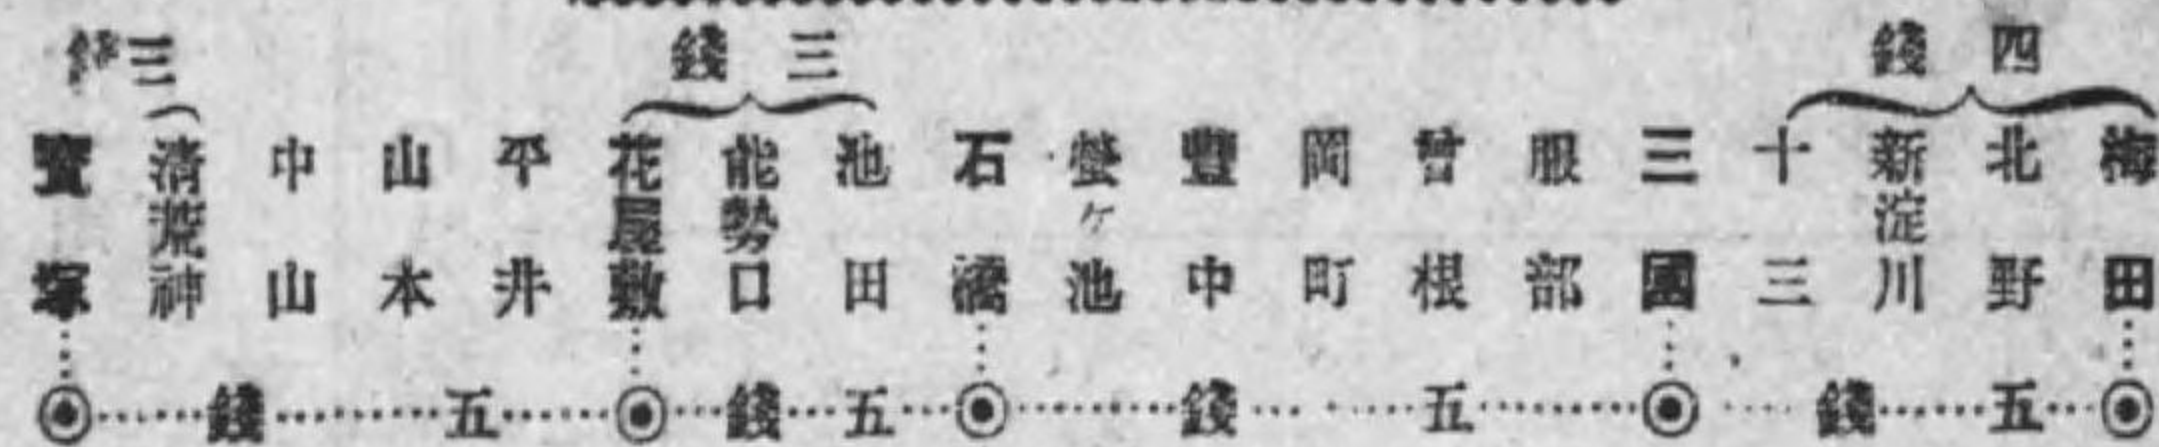 四錢
三錢
三錢
梅田
北野
新淀川
十三
三國
服部
曾根
岡町
豐中
螢ヶ池
石橋
池田
能勢口
花屋敷
平井
山本
中山
清荒神
寶塚
五錢
五錢
五錢
五錢